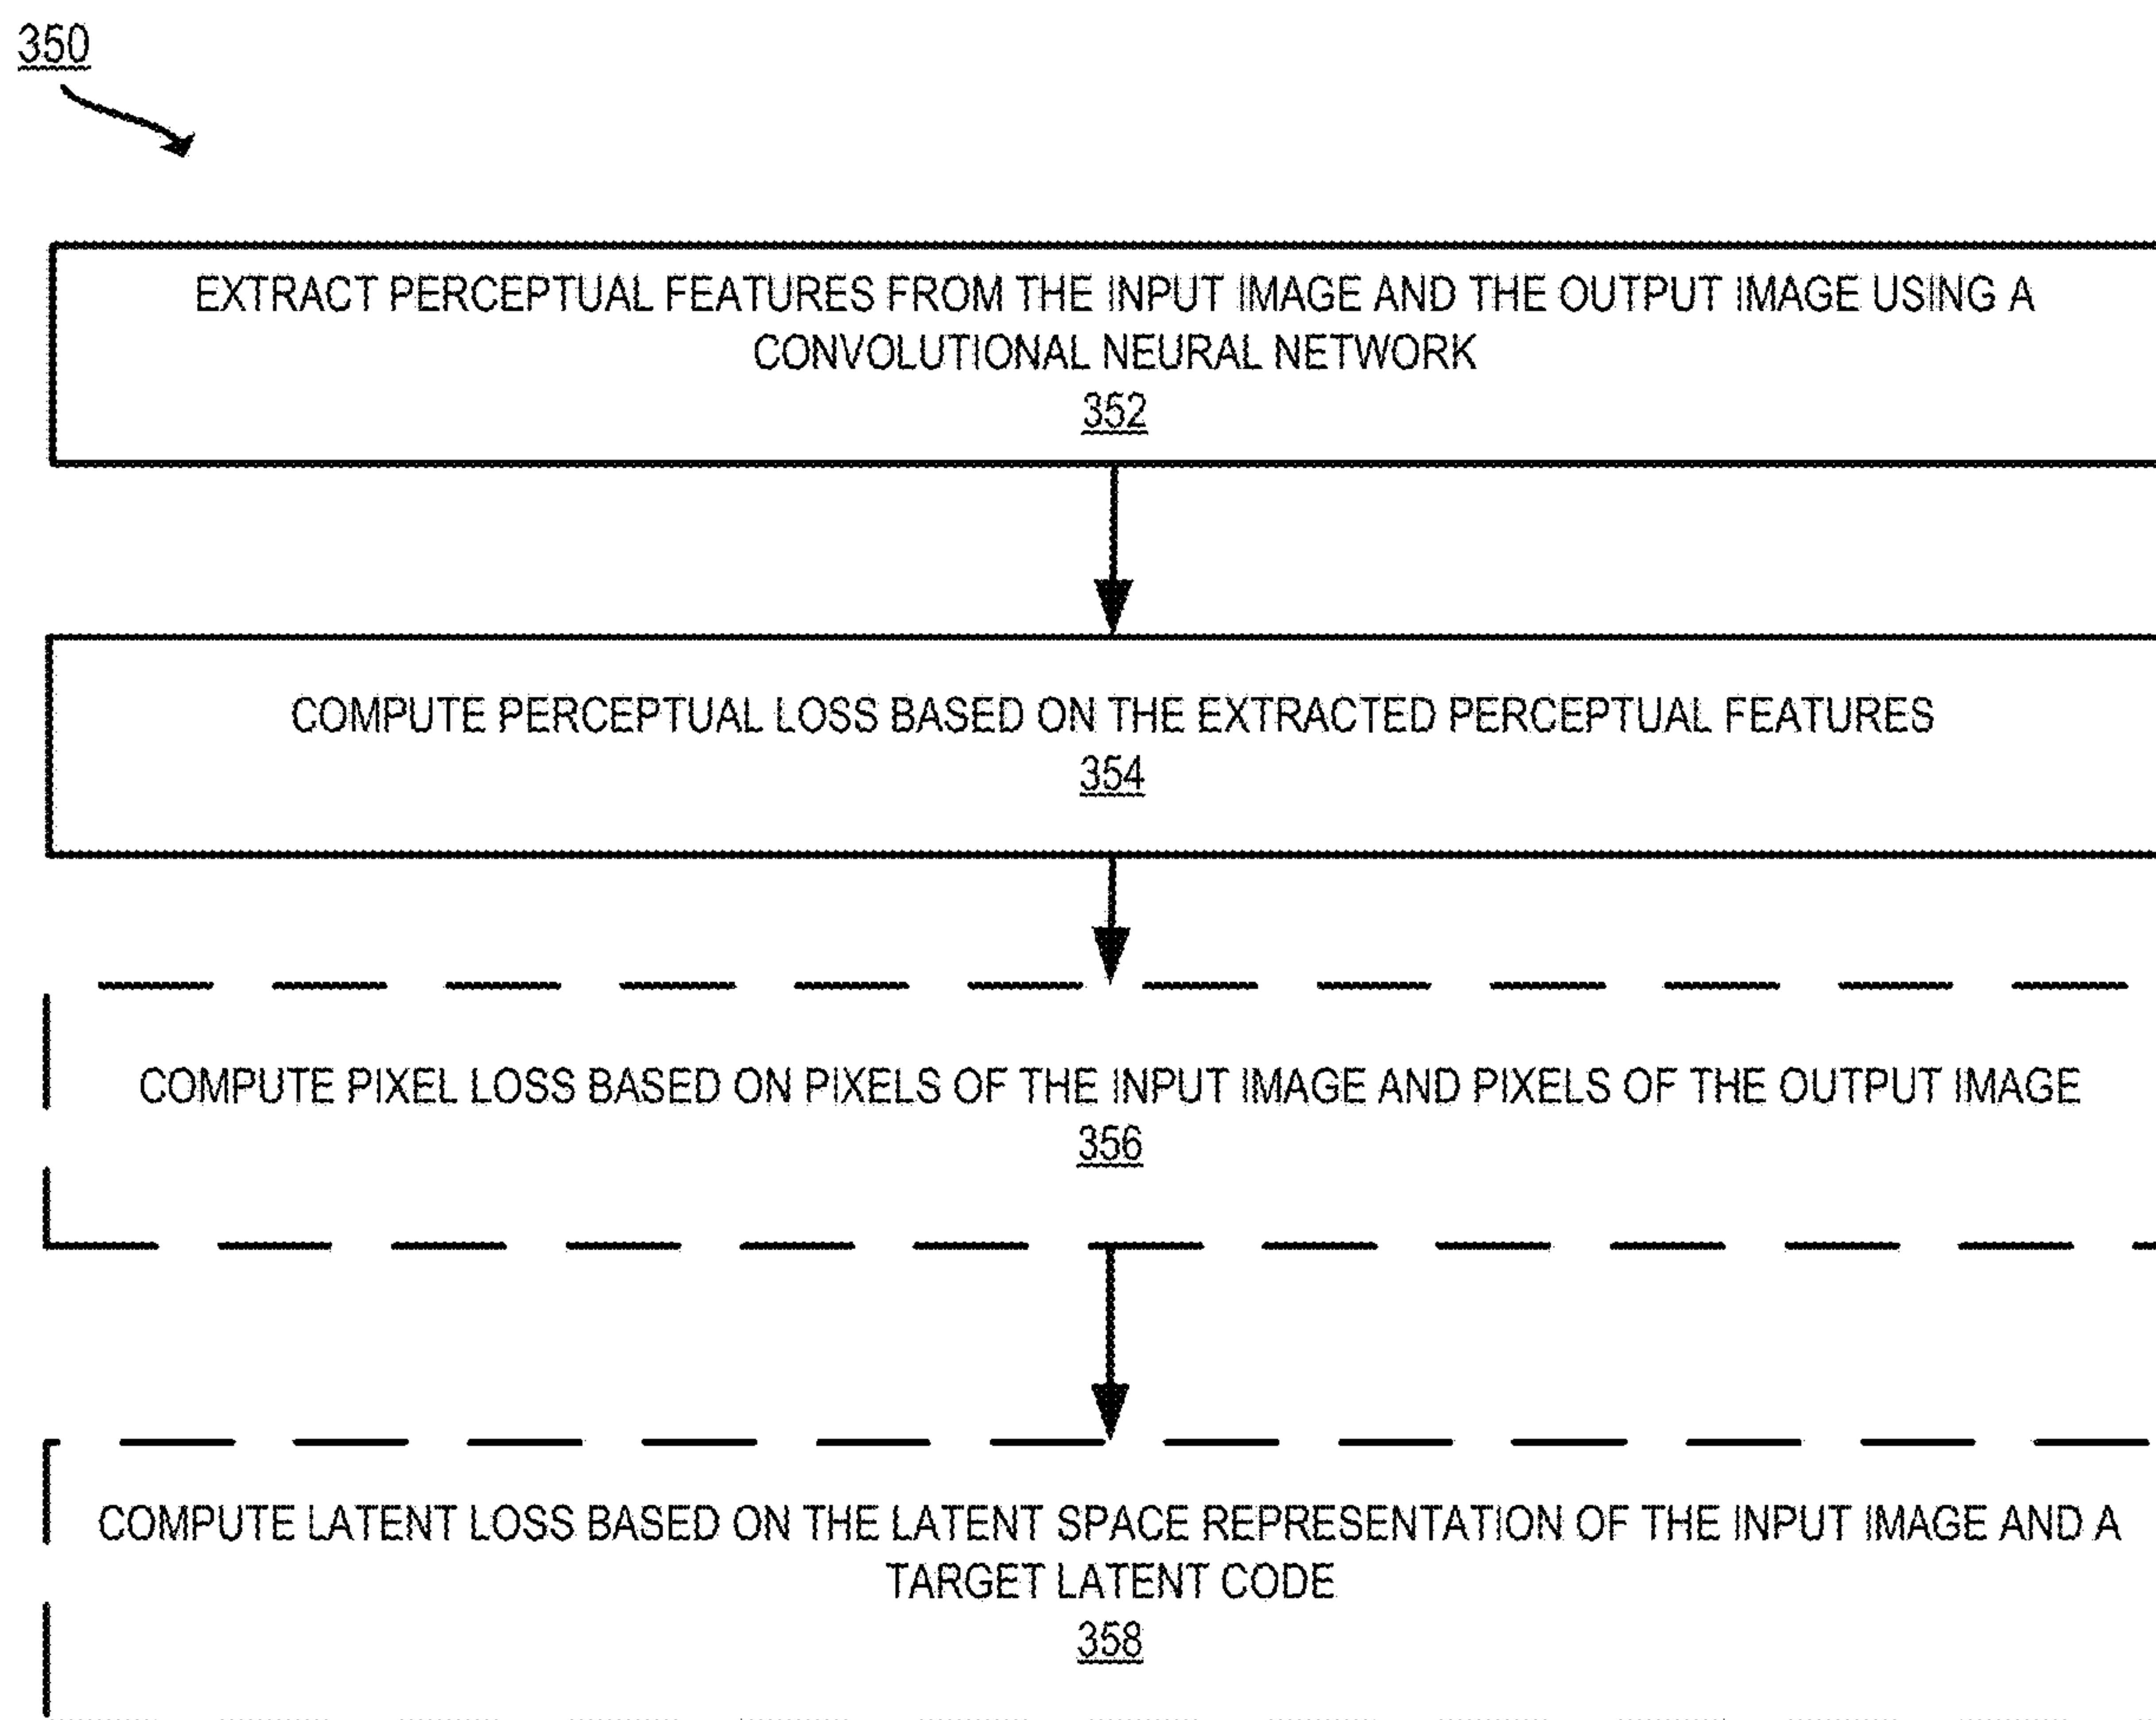 350
EXTRACT PERCEPTUAL FEATURES FROM THE INPUT IMAGE AND THE OUTPUT IMAGE USING A
CONVOLUTIONAL NEURAL NETWORK
352
COMPUTE PERCEPTUAL LOSS BASED ON THE EXTRACTED PERCEPTUAL FEATURES
354
COMPUTE PIXEL LOSS BASED ON PIXELS OF THE INPUT IMAGE AND PIXELS OF THE OUTPUT IMAGE
356
COMPUTE LATENT LOSS BASED ON THE LATENT SPACE REPRESENTATION OF THE INPUT IMAGE AND A
TARGET LATENT CODE
358